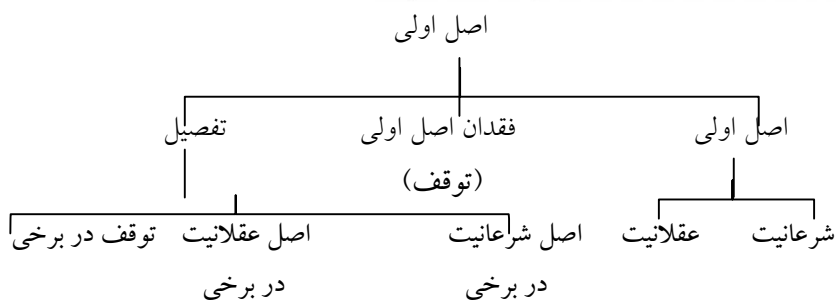 اصل اولی
اصل اولی
فقدان اصل اولی
(توقف)
تفصیل
شرعانیت
عقلانیت
اصل شرعانیت
در برخی
اصل عقلانیت
در برخی
توقف در برخی